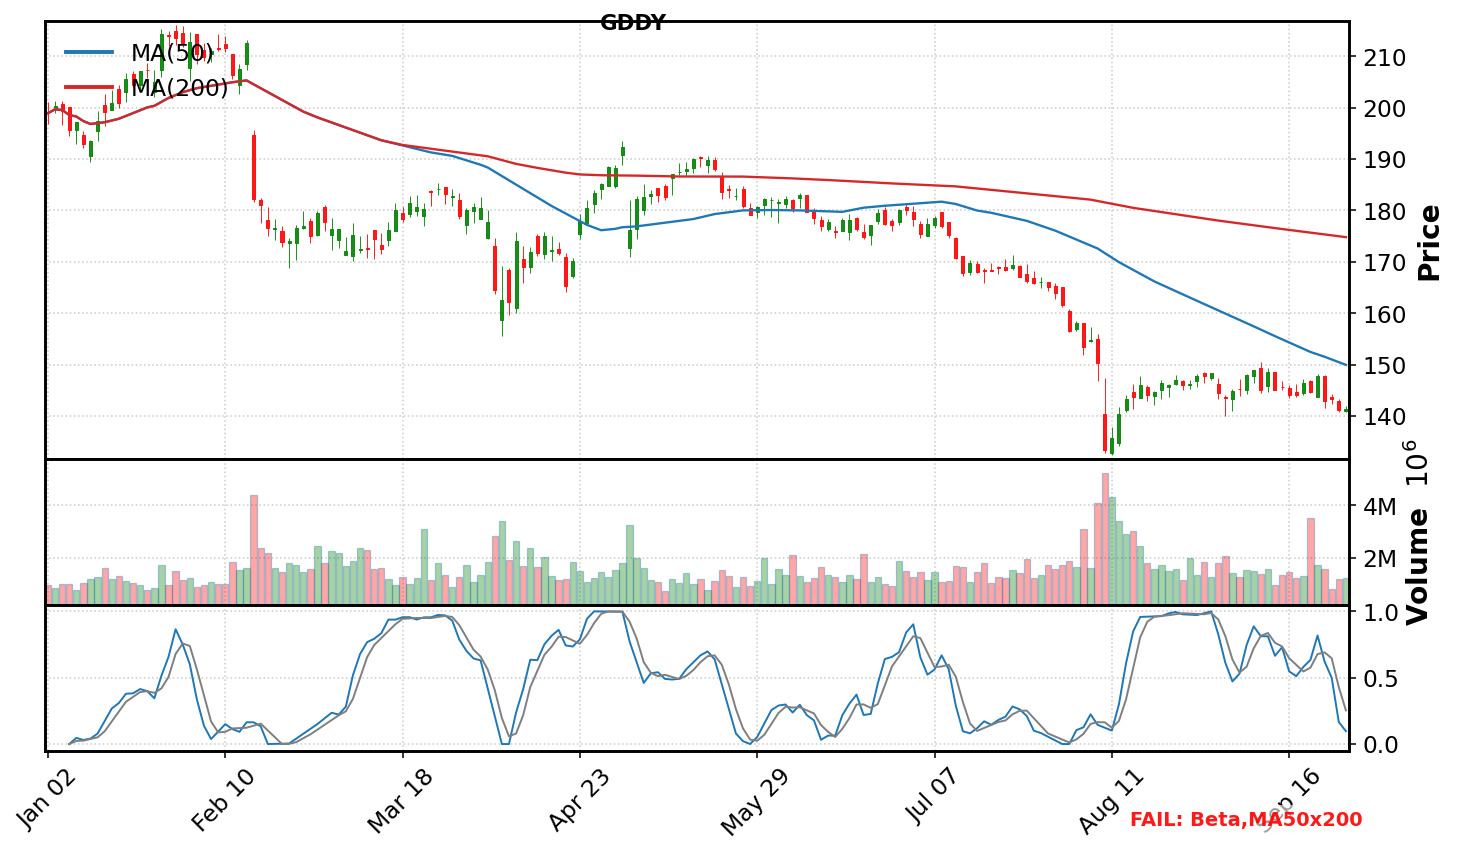 GDDY
MA(50)
MA(200)
210
200
190
180
170
160
150
140
Price
4M
2M
Volume 10^6
1.0
0.5
0.0
Jan 02
Feb 10
Mar 18
Apr 23
May 29
Jul 07
Aug 11
Sep 16
FAIL: Beta,MA50x200